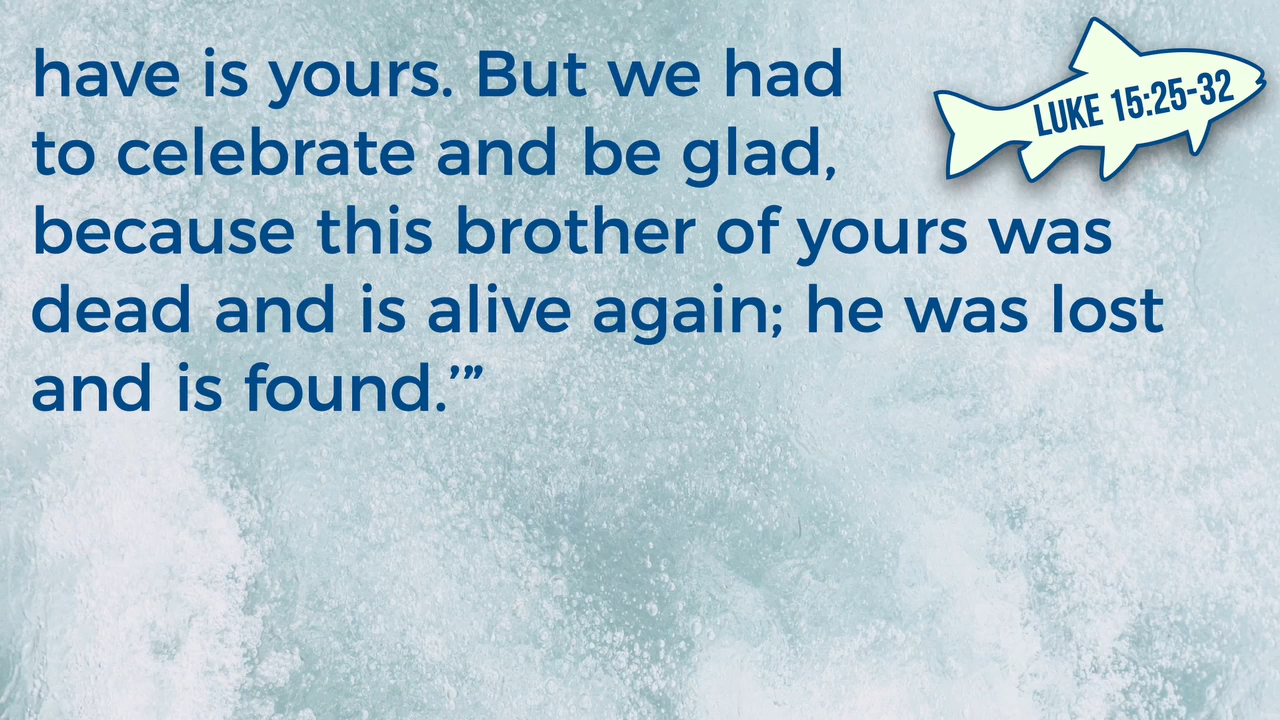 have is yours. But we had
to celebrate and be glad,
because this brother of yours was
dead and is alive again; he was lost
and is found.’”
LUKE 15:25-32